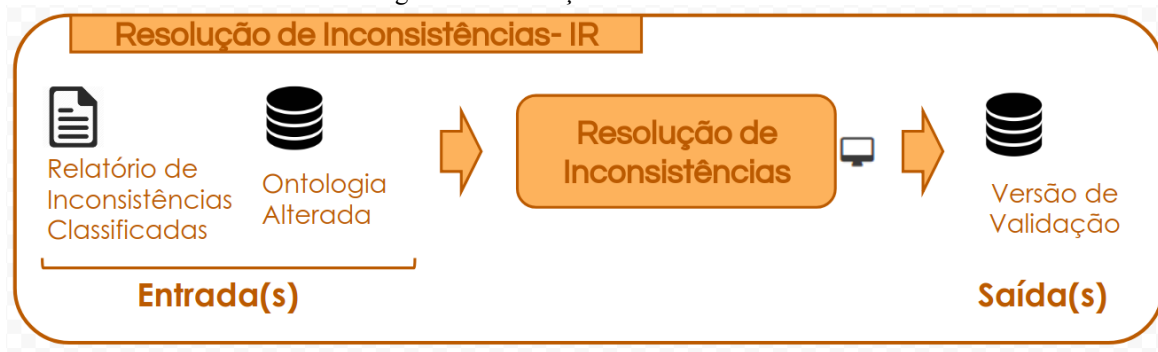 Resolução de Inconsistências- IR
Relatório de
Inconsistências
Classificadas
Ontologia
Alterada
Resolução de
Inconsistências
Versão de
Validação
Entrada(s)
Saída(s)